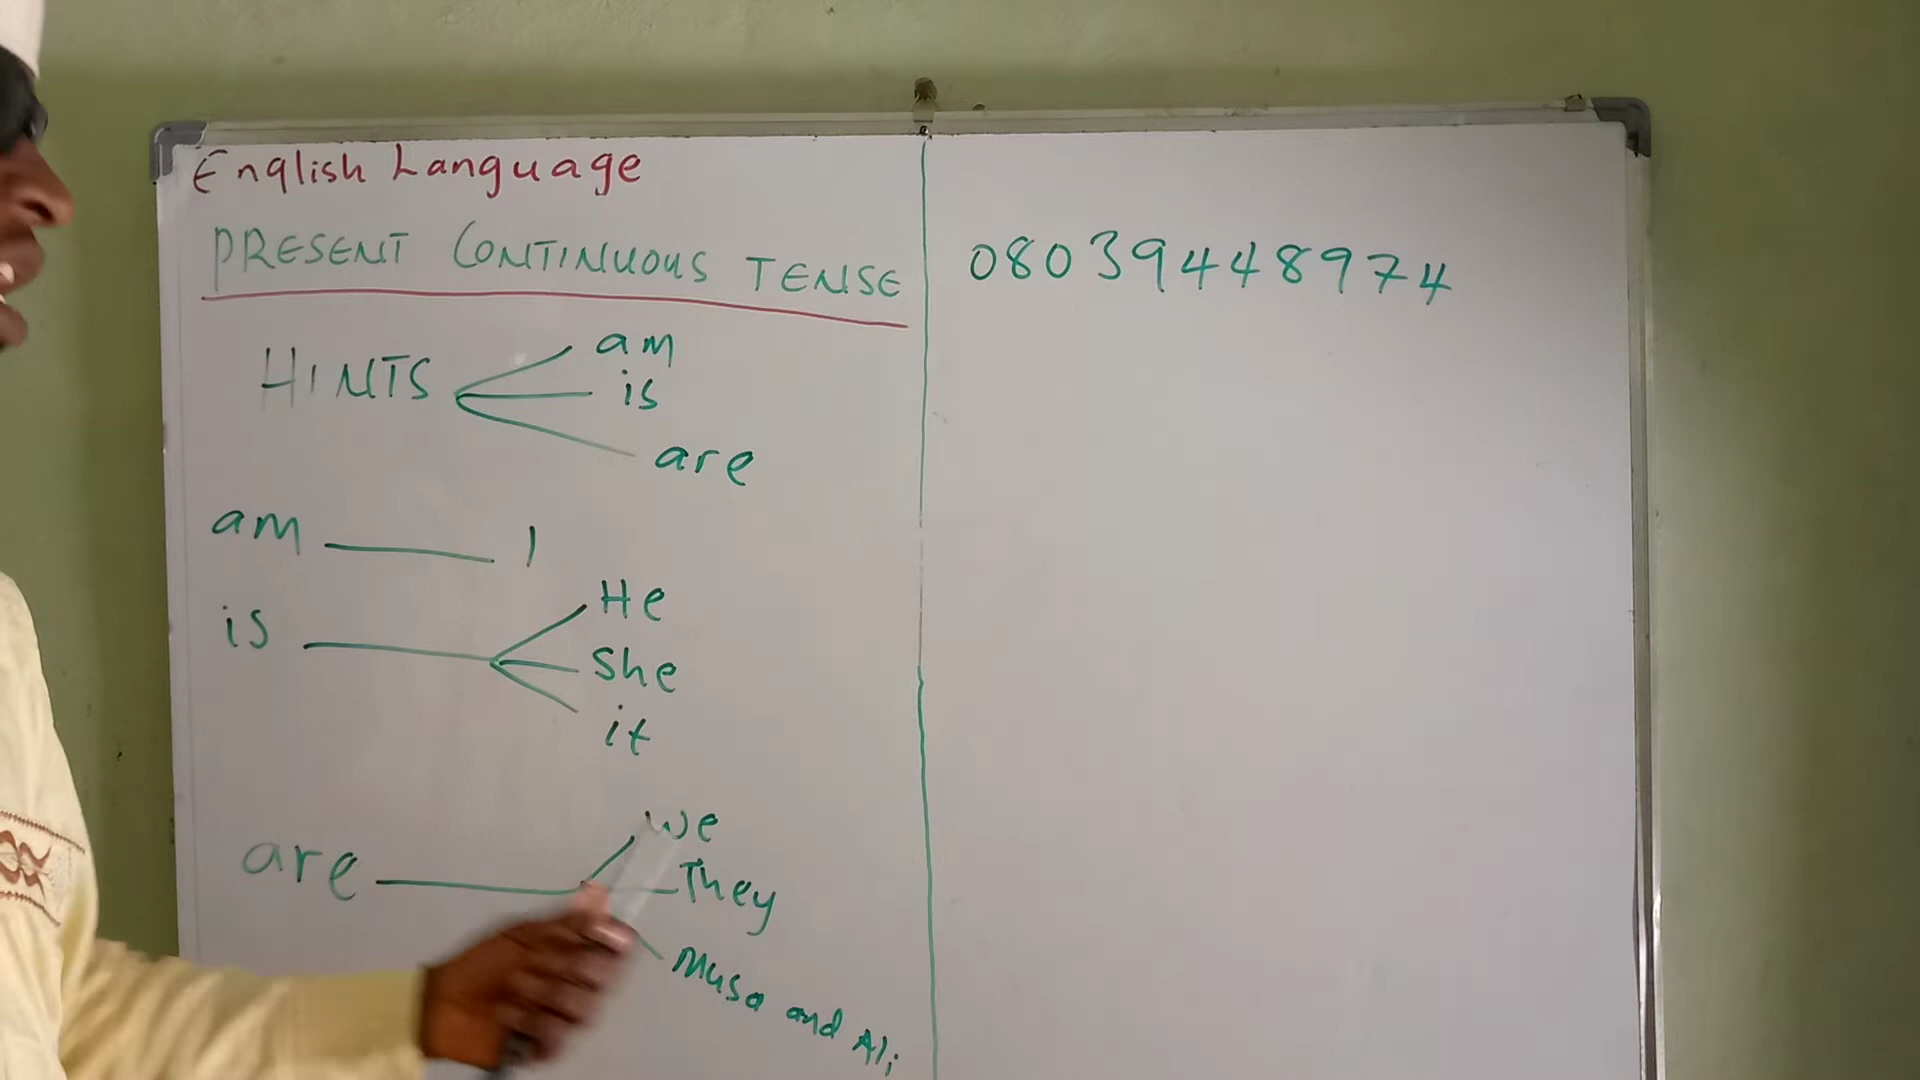 English Language
PRESENT CONTINUOUS TENSE
HINTS
am
is
are
am I
is
He
She
it
are
We
They
Musa and Ali
08039448974